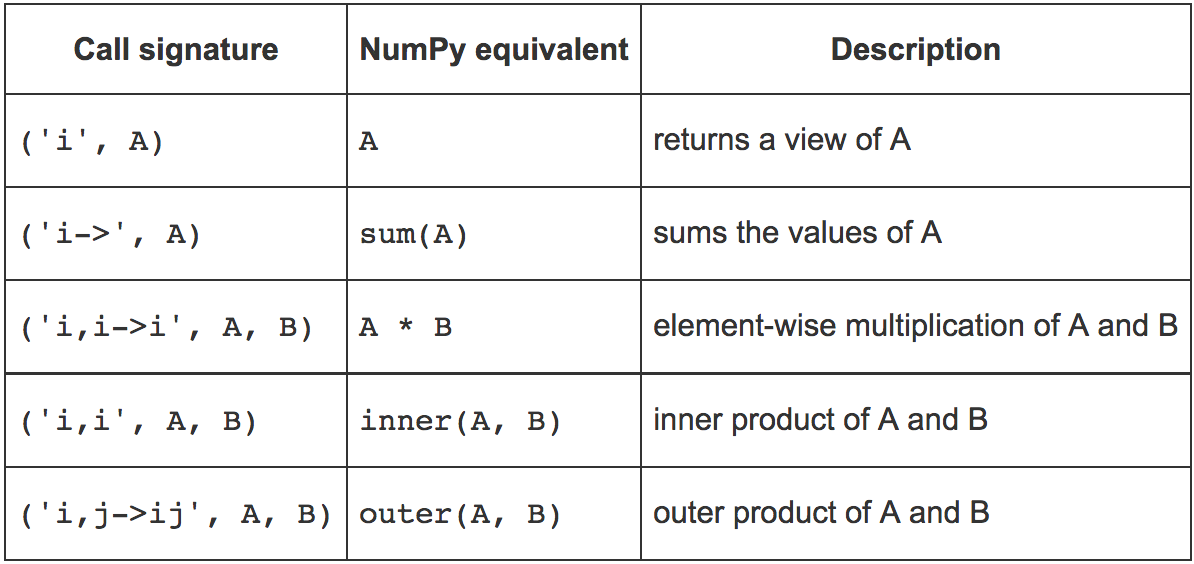 Call signature NumPy equivalent Description
('i', A) A returns a view of A
('i->', A) sum(A) sums the values of A
('i,i->i', A, B) A * B element-wise multiplication of A and B
('i,i', A, B) inner(A, B) inner product of A and B
('i,j->ij', A, B) outer(A, B) outer product of A and B